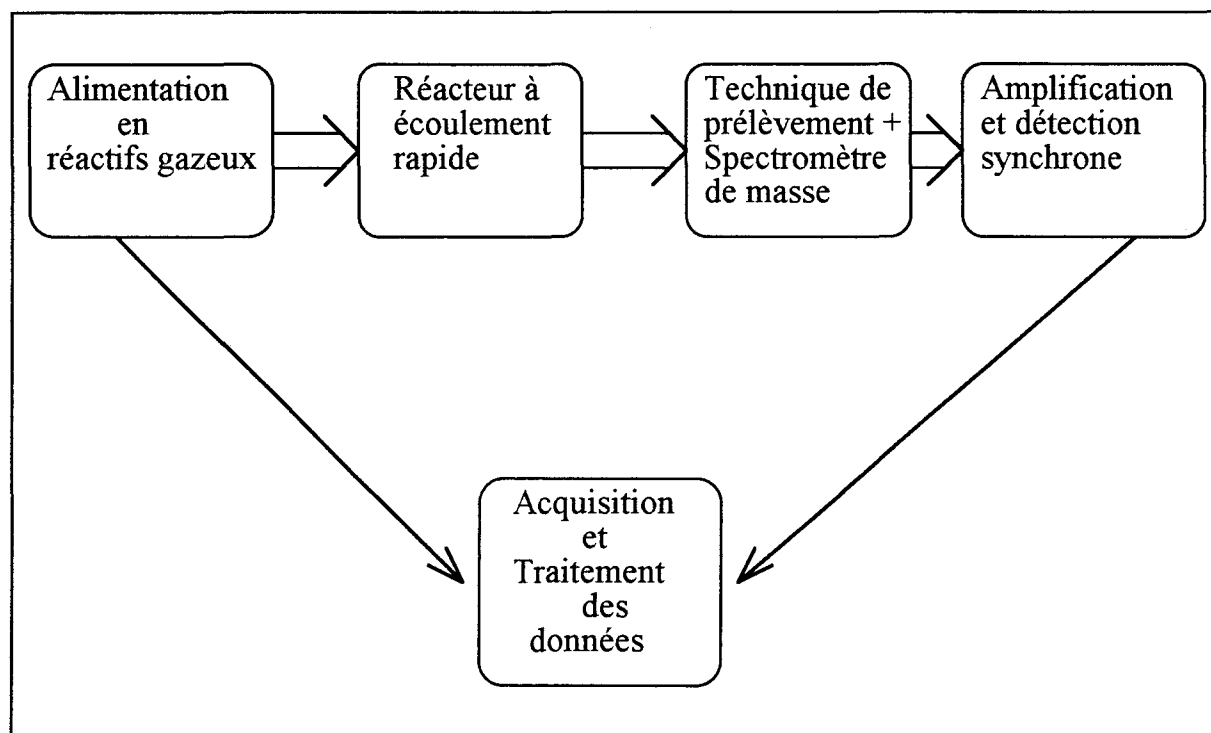 Alimentation
en
réactifs gazeux
Réacteur à
écoulement
rapide
Technique de
prélèvement +
Spectromètre
de masse
Amplification
et détection
synchrone
Acquisition
et
Traitement
des
données